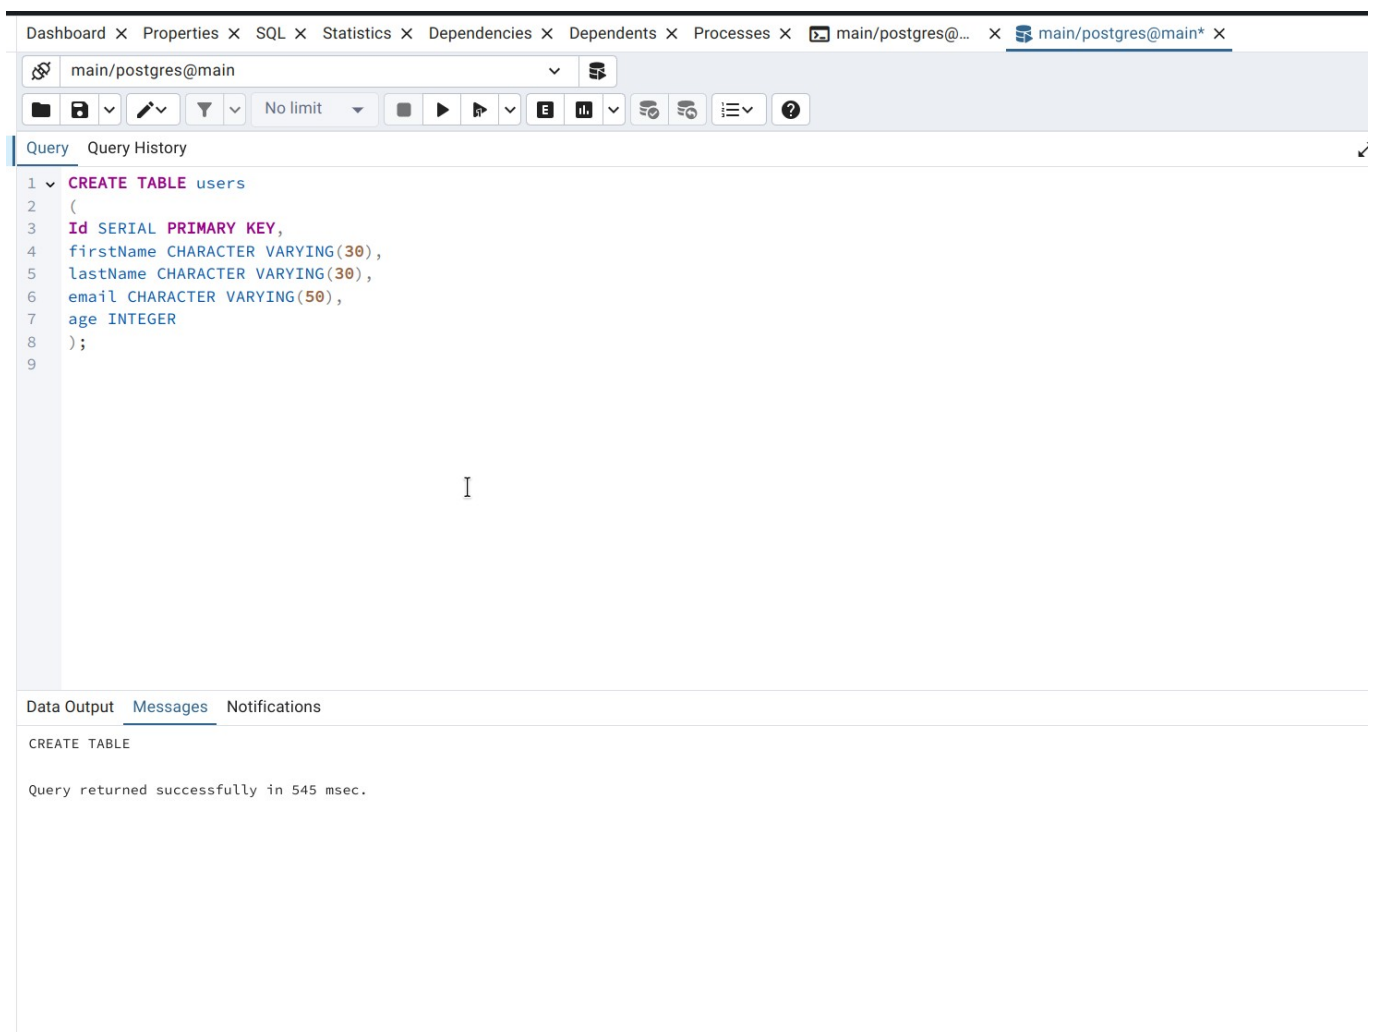 Dashboard Properties SQL Statistics Dependencies Dependents Processes main/postgres@... main/postgres@main*
main/postgres@main
No limit E
Query Query History
1 CREATE TABLE users
2 (
3 Id SERIAL PRIMARY KEY,
4 firstName CHARACTER VARYING(30),
5 lastName CHARACTER VARYING(30),
6 email CHARACTER VARYING(50),
7 age INTEGER
8 );
9
Data Output Messages Notifications
CREATE TABLE
Query returned successfully in 545 msec.